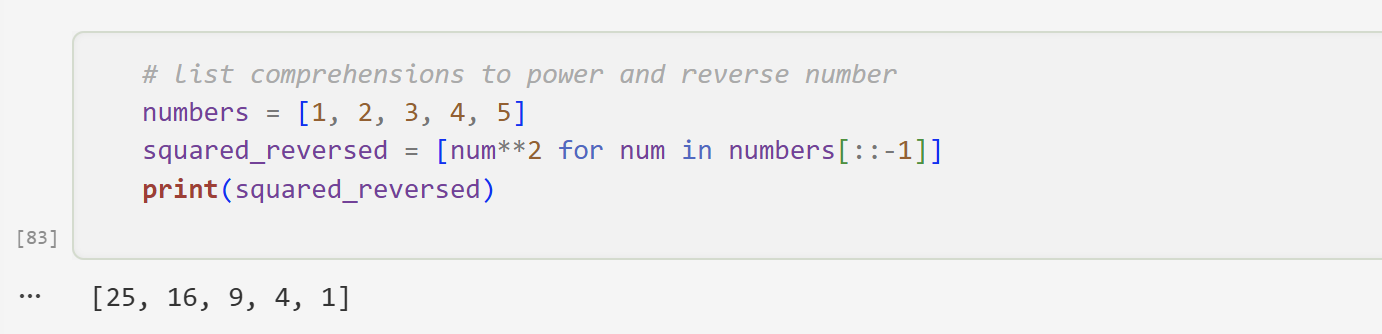 # list comprehensions to power and reverse number
numbers = [1, 2, 3, 4, 5]
squared_reversed = [num**2 for num in numbers[::-1]]
print(squared_reversed)
[83]
... [25, 16, 9, 4, 1]